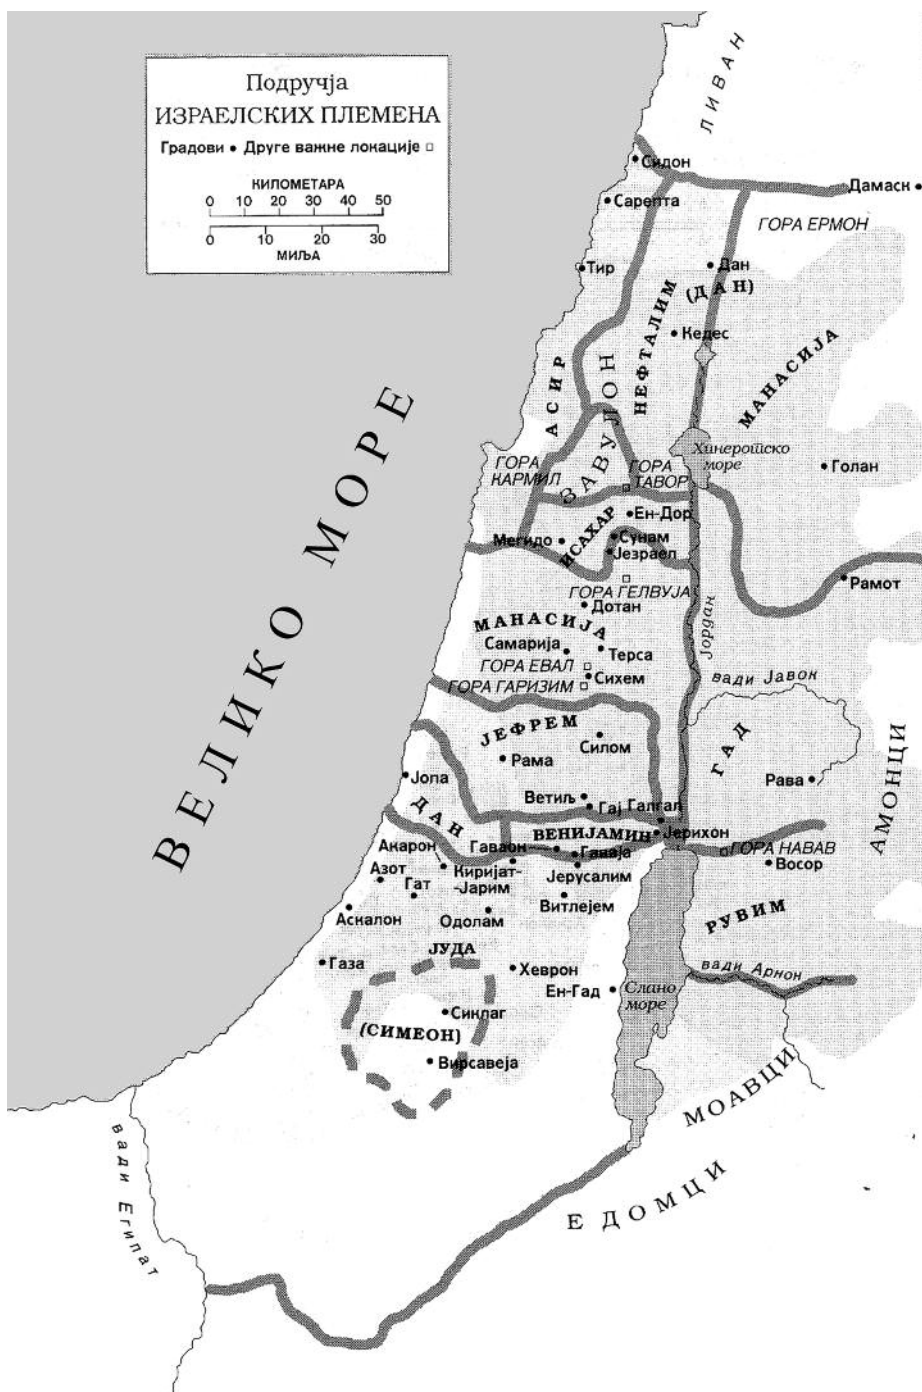 Подручја
ИЗРАЕЛСКИХ ПЛЕМЕНА
Градови • Друге важне локације □
КИЛОМЕТАРА
0 10 20 30 40 50
0 10 20 30
МИЉА
ЛИВАН
Сидон
Дамаск
Сарепта
ГОРА ЕРМОН
Тир
Дан
(ДАН)
НЕФТАЛИМ
Кедес
МАНАСИЈА
АСИР
ЗАВУЛОН
ВЕЛИКО МОРЕ
Хинеротско
море
ГОРА
КАРМИЛ
ГОРА
ТАВОР
Голан
Ен-Дор
ИСАХАР
Мегидо
Сунам
Језраел
ГОРА ГЕЛВУЈА
Рамот
Дотан
МАНАСИЈА
Јордан
Самарија
Терса
ГОРА ЕВАЛ
Сихем
ГОРА ГАРИЗИМ
вади Јавок
ЈЕФРЕМ
Силом
Рама
ГАД
АМОНЦИ
Јопа
Рава
Ветиљ
Гај
Галгал
ДАН
ВЕНИЈАМИН
Јерихон
Акарон
Гаваон
Гаваја
ГОРА НАВАВ
Восор
Азот
Киријат-
-Јарим
Јерусалим
Гат
Витлејем
Аскалон
Одолам
РУВИМ
ЈУДА
Газа
Хеврон
вади Арнон
Ен-Гад
Слано
море
Сиклаг
(СИМЕОН)
Вирсавеја
МОАВЦИ
вади Египат
ЕДОМЦИ